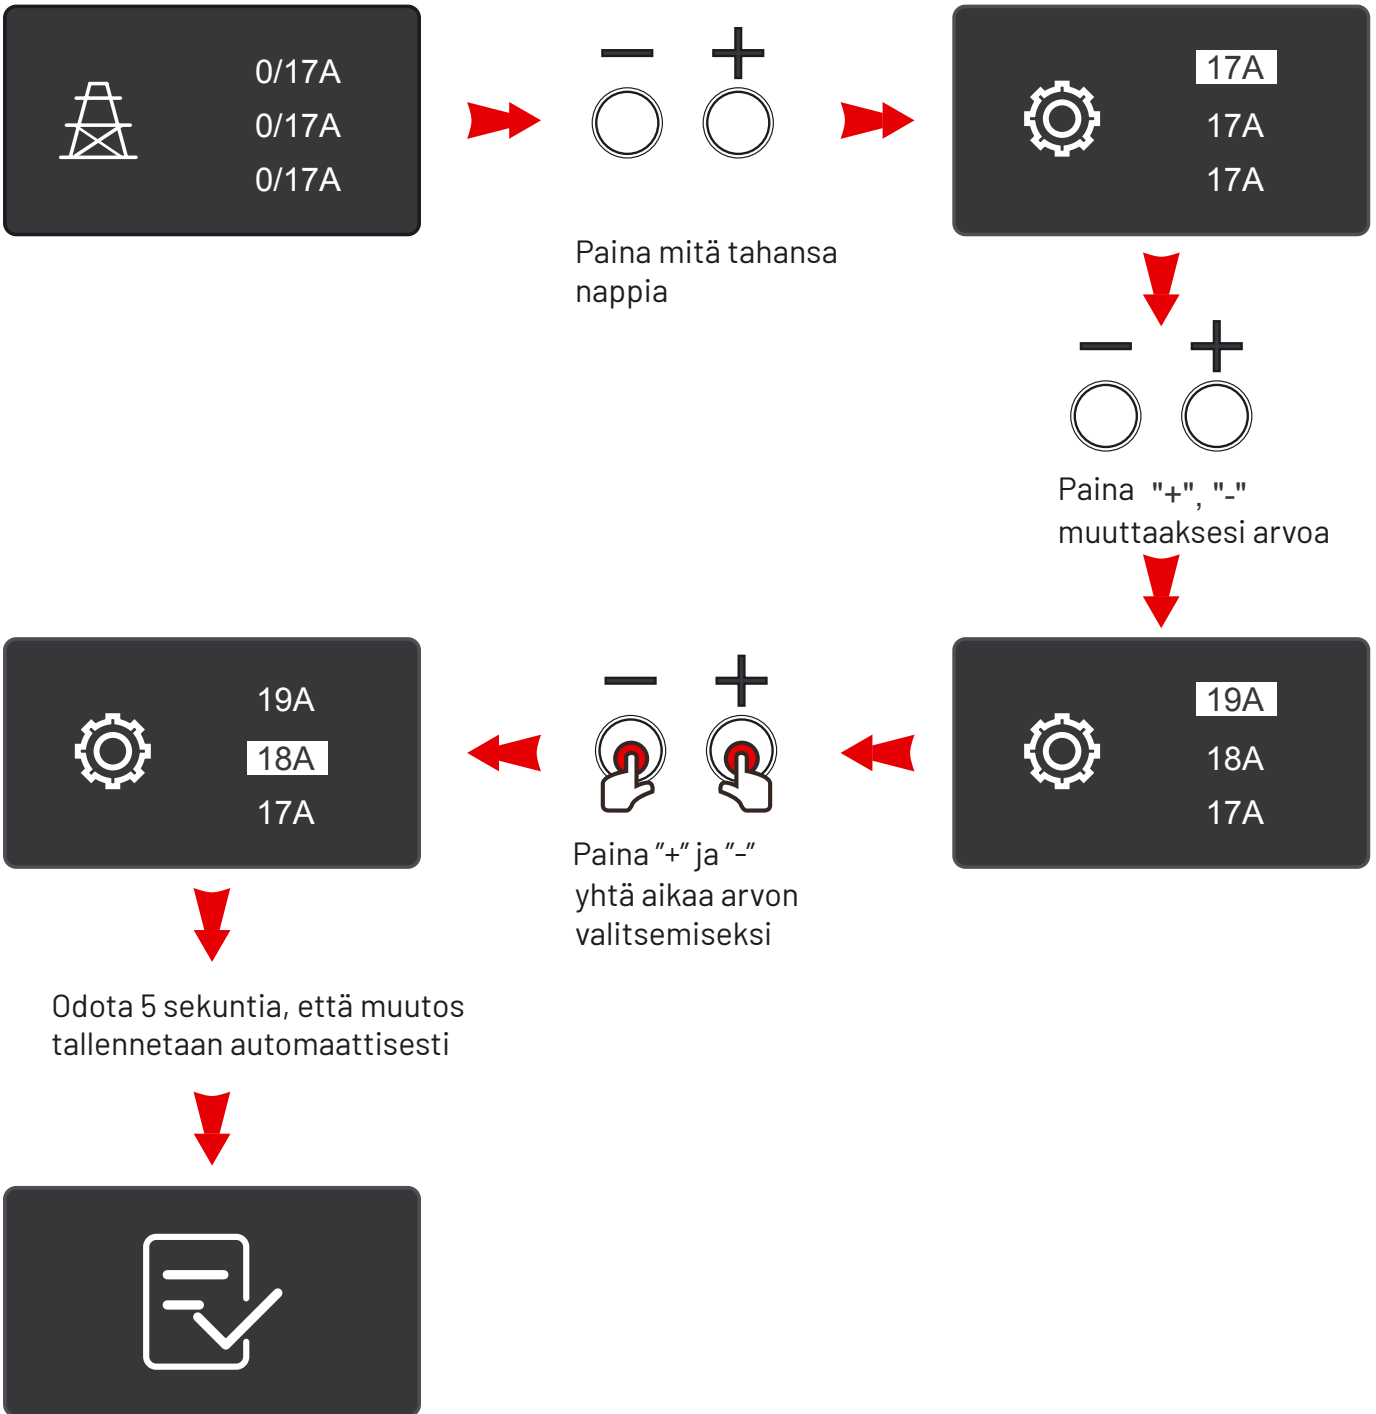 0/17A
0/17A
0/17A
Paina mitä tahansa
nappia
17A
17A
17A
Paina "+", "-"
muuttaaksesi arvoa
19A
18A
17A
Paina ”+” ja ”-”
yhtä aikaa arvon
valitsemiseksi
19A
18A
17A
Odota 5 sekuntia, että muutos
tallennetaan automaattisesti